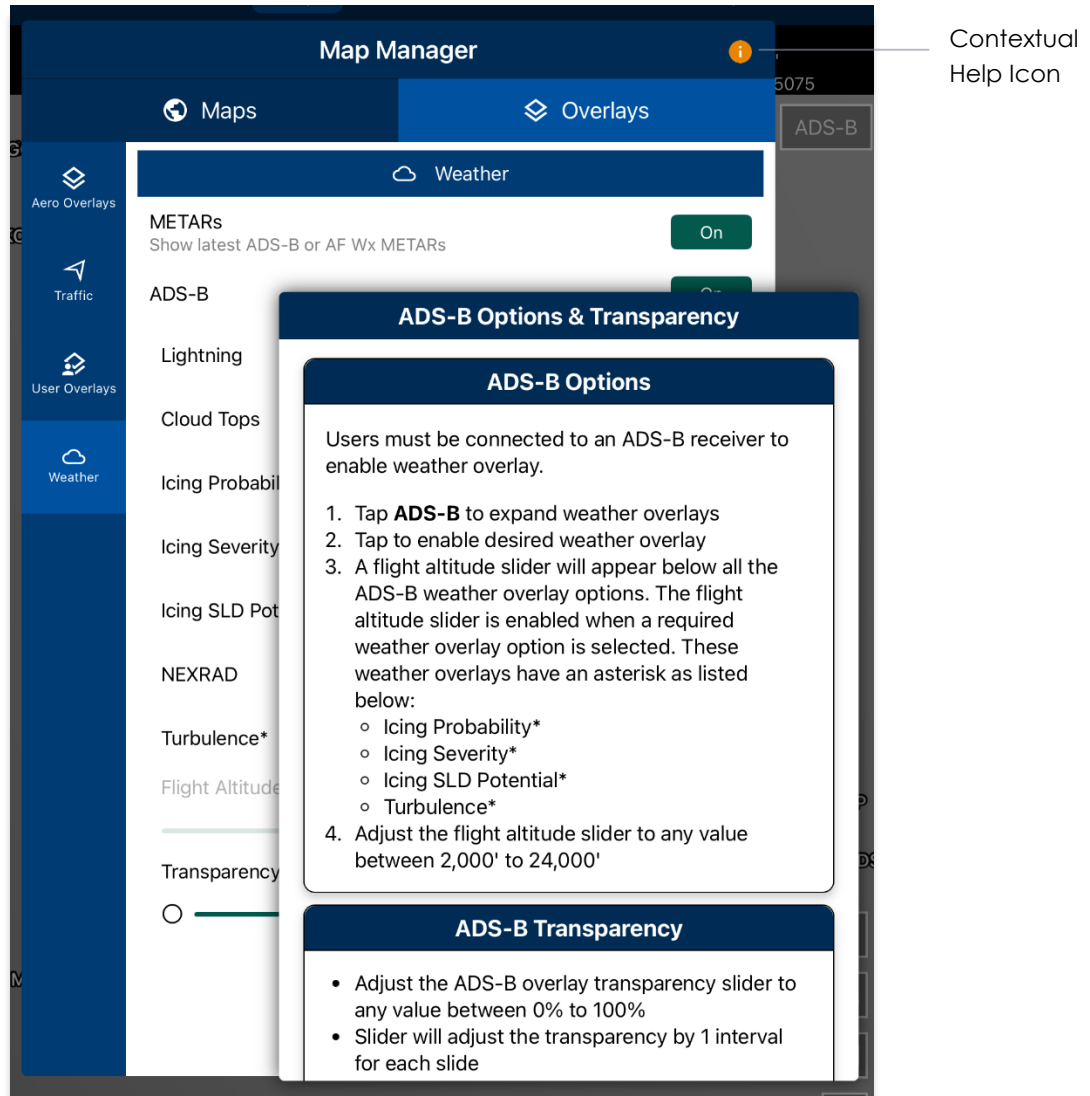 Map Manager
Contextual
Help Icon
5075
Maps
Overlays
ADS-B
Aero Overlays
Traffic
User Overlays
Weather
Weather
METARs
Show latest ADS-B or AF Wx METARs
On
ADS-B
On
Lightning
Cloud Tops
Icing Probabil
Icing Severity
Icing SLD Pot
NEXRAD
Turbulence*
Flight Altitude
Transparency
ADS-B Options & Transparency
ADS-B Options
Users must be connected to an ADS-B receiver to
enable weather overlay.
1. Tap ADS-B to expand weather overlays
2. Tap to enable desired weather overlay
3. A flight altitude slider will appear below all the
ADS-B weather overlay options. The flight
altitude slider is enabled when a required
weather overlay option is selected. These
weather overlays have an asterisk as listed
below:
Icing Probability*
Icing Severity*
Icing SLD Potential*
Turbulence*
4. Adjust the flight altitude slider to any value
between 2,000' to 24,000'
ADS-B Transparency
• Adjust the ADS-B overlay transparency slider to
any value between 0% to 100%
• Slider will adjust the transparency by 1 interval
for each slide